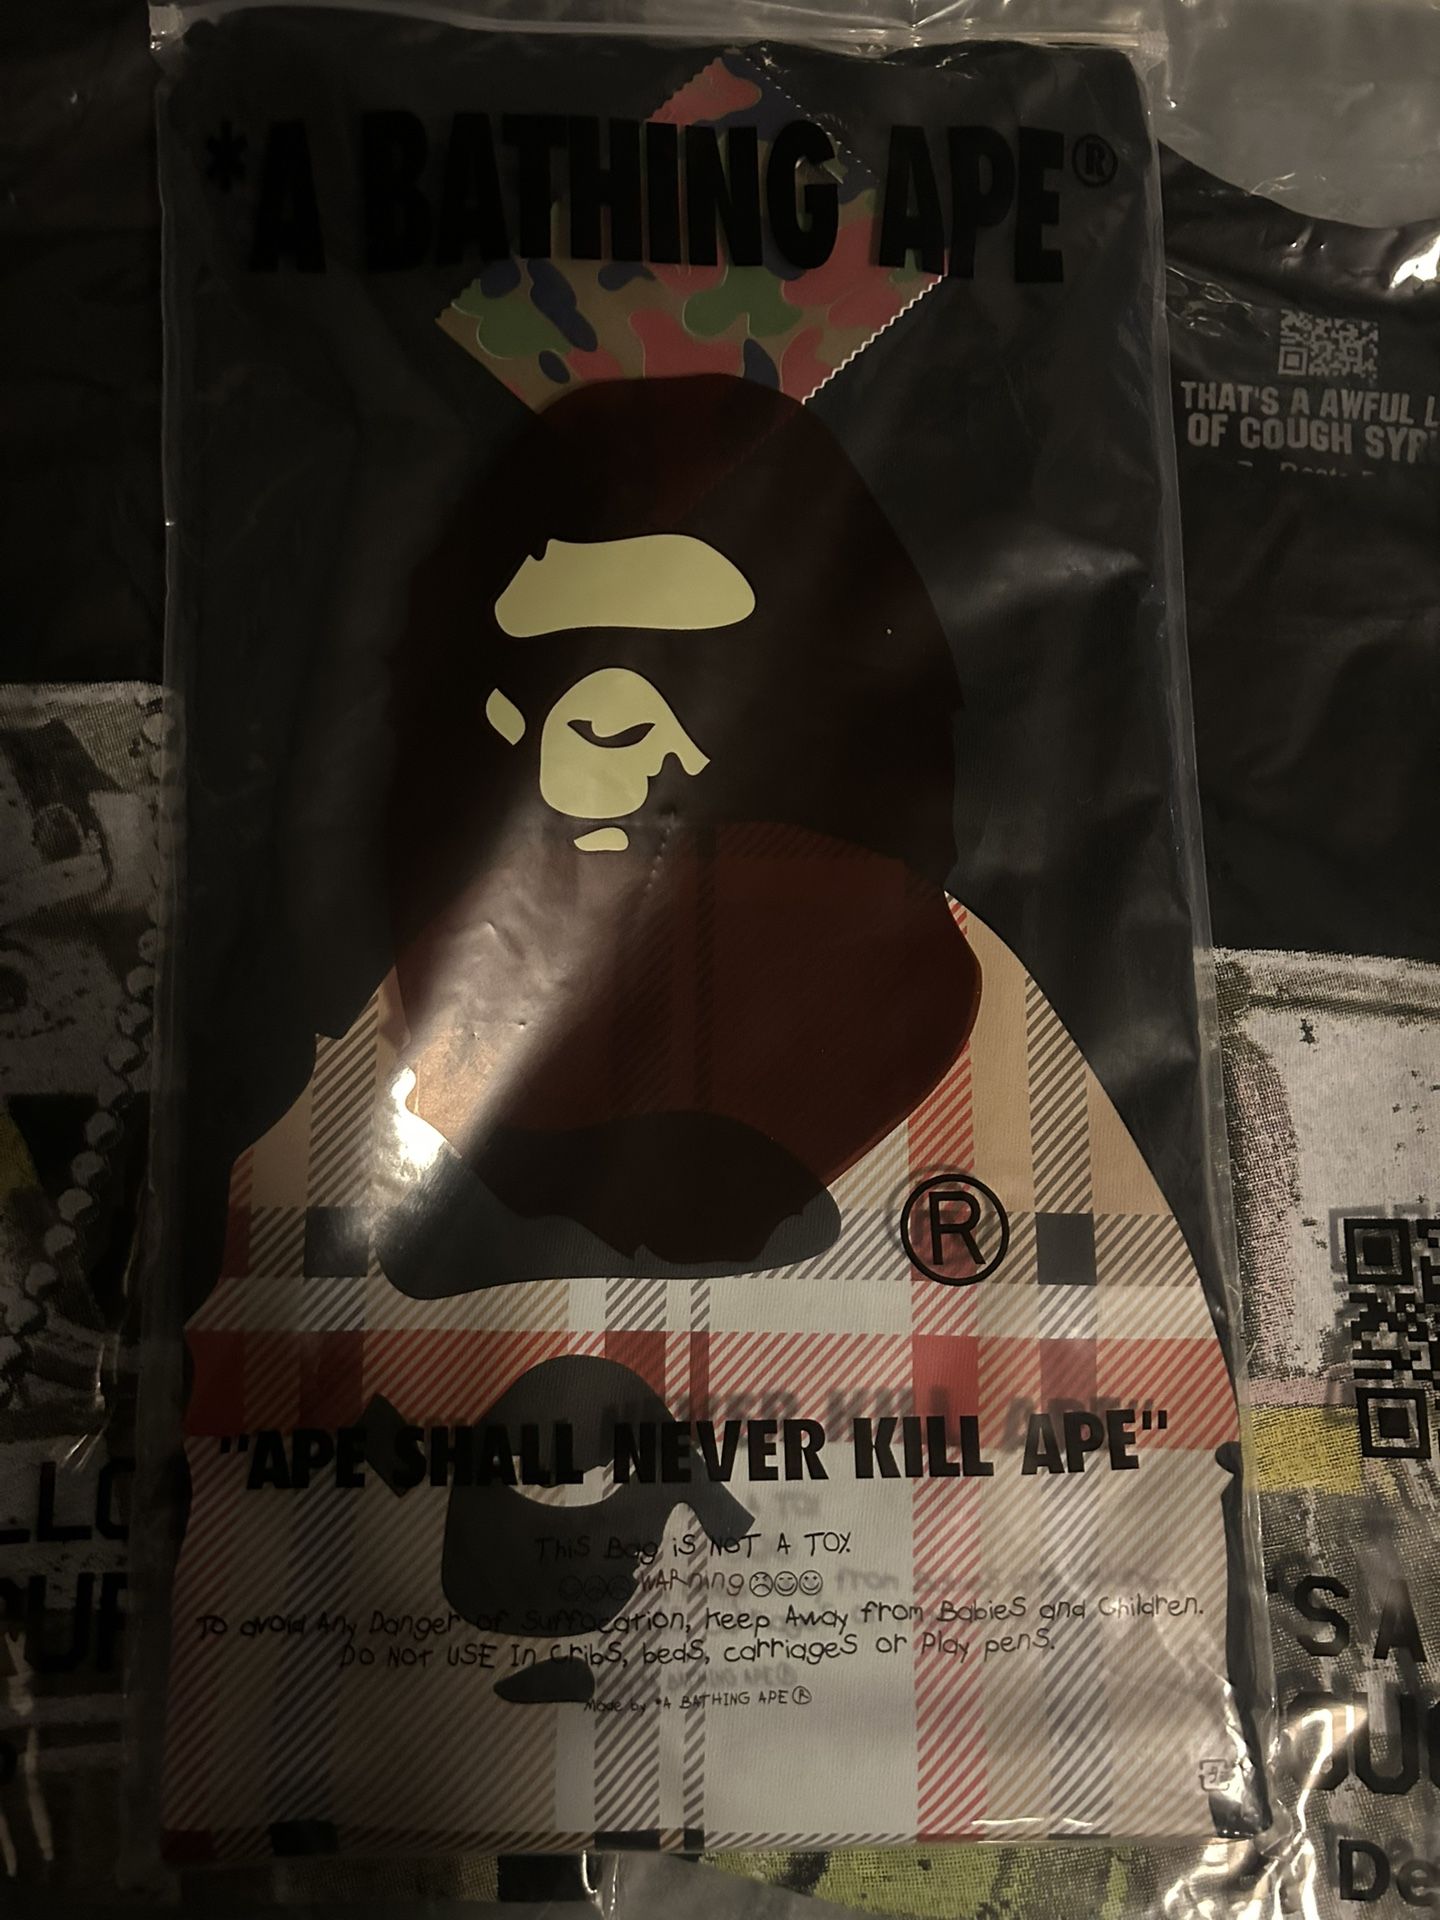 *A BATHING APE®
THAT'S A AWFUL
OF COUGH
®
"APE SHALL NEVER KILL APE"
THiS Bag iS NOT A TOY.
WARning
To avoid Any Danger of Suffocation, Keep Away from Babies and Children.
DO NOT USE In Cribs, beds, carriages or Play pens.
Made by *A BATHING APE®
'S A
De